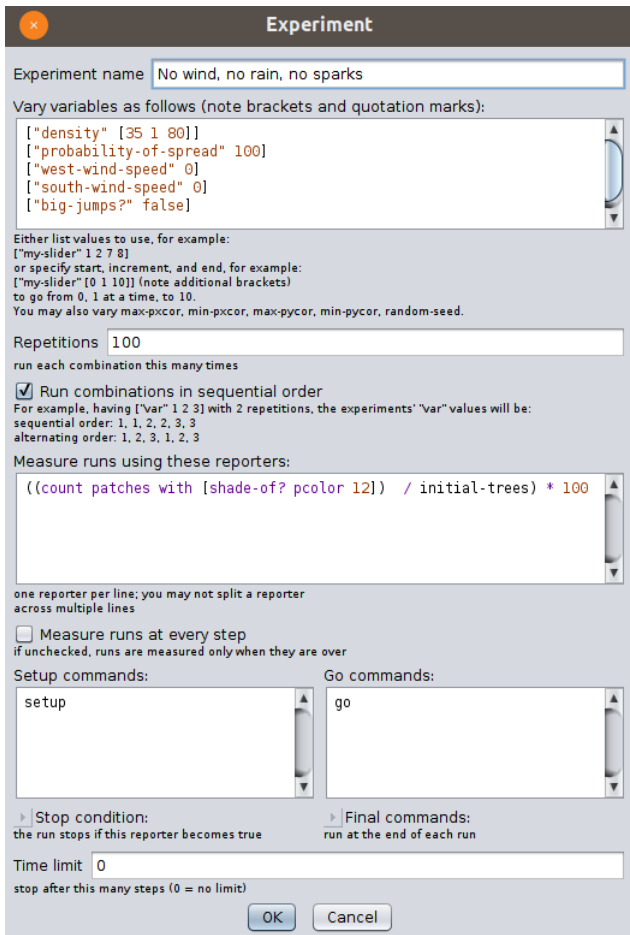 Experiment
Experiment name No wind, no rain, no sparks
Vary variables as follows (note brackets and quotation marks):
["density" [35 1 80]]
["probability-of-spread" 100]
["west-wind-speed" 0]
["south-wind-speed" 0]
["big-jumps?" false]
Either list values to use, for example:
["my-slider" 1 2 7 8]
or specify start, increment, and end, for example:
["my-slider" [0 1 10]] (note additional brackets)
to go from 0, 1 at a time, to 10.
You may also vary max-pxcor, min-pxcor, max-pycor, min-pycor, random-seed.
Repetitions 100
run each combination this many times
Run combinations in sequential order
For example, having ["var" 1 2 3] with 2 repetitions, the experiments' "var" values will be:
sequential order: 1, 1, 2, 2, 3, 3
alternating order: 1, 2, 3, 1, 2, 3
Measure runs using these reporters:
((count patches with [shade-of? pcolor 12]) / initial-trees) * 100
one reporter per line; you may not split a reporter
across multiple lines
Measure runs at every step
if unchecked, runs are measured only when they are over
Setup commands: Go commands:
setup go
Stop condition: Final commands:
the run stops if this reporter becomes true run at the end of each run
Time limit 0
stop after this many steps (0 = no limit)
OK Cancel